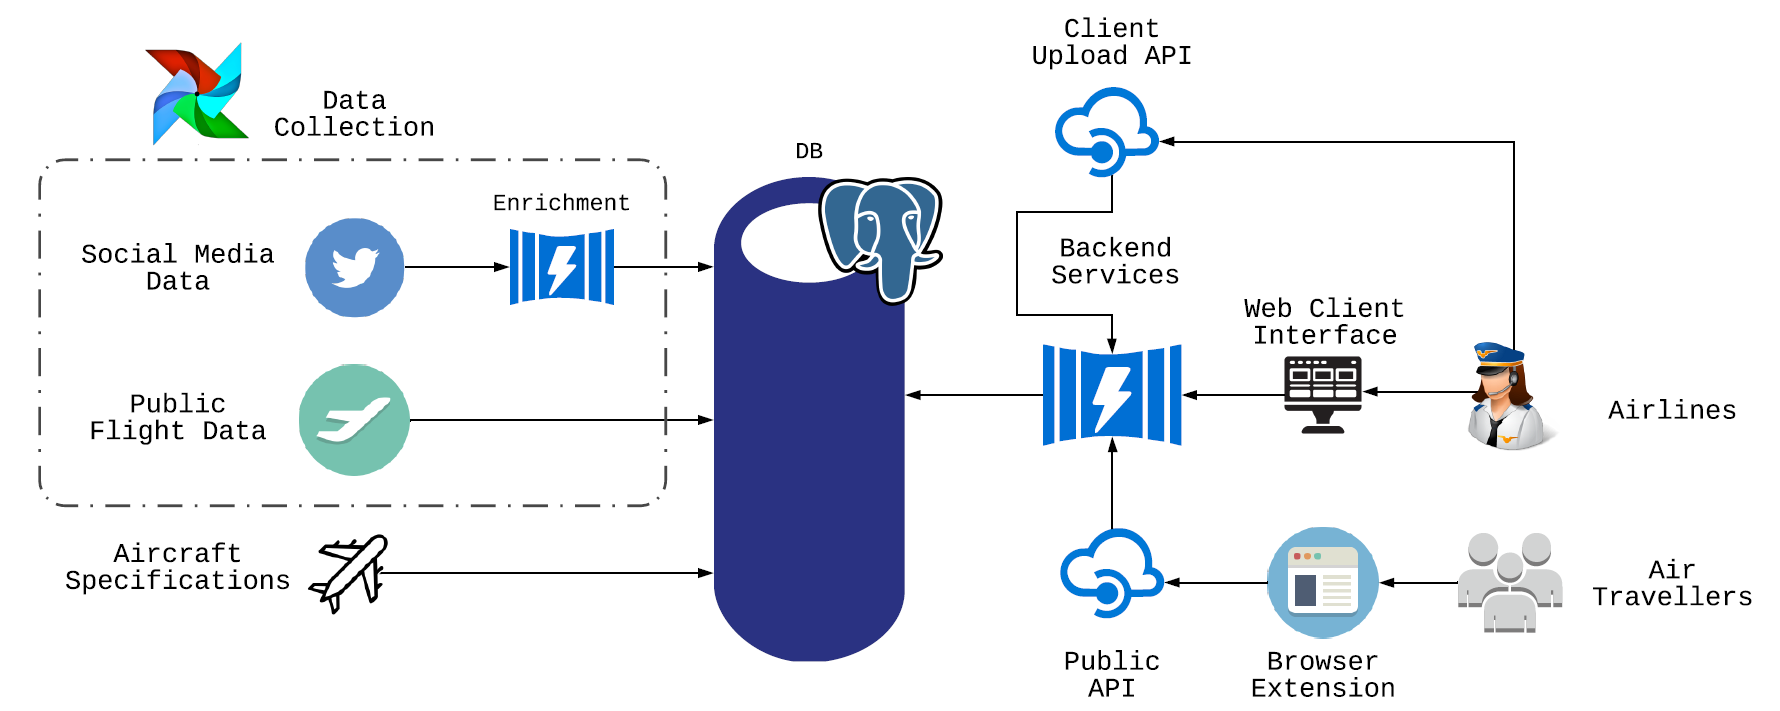 Client
Upload API
Data
Collection
DB
Enrichment
Social Media
Data
Backend
Services
Web Client
Interface
Public
Flight Data
Airlines
Aircraft
Specifications
Air
Travellers
Public
API
Browser
Extension